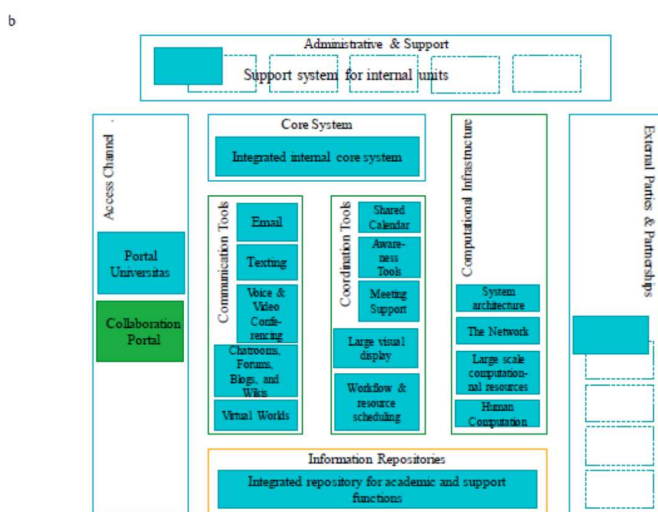 b
Administrative & Support
Support system for internal units
Access Channel
Portal
Universitas
Collaboration
Portal
Core System
Integrated internal core system
Communication Tools
Email
Texting
Voice &
Video
Confe-
rencing
Chatrooms,
Forums,
Blogs, and
Wikis
Virtual Worlds
Coordination Tools
Shared
Calendar
Aware-
ness
Tools
Meeting
Support
Large visual
display
Workflow &
resource
scheduling
Computational Infrastructure
System
architecture
The Network
Large scale
computatio-
nal resources
Human
Computation
External Parties & Partnerships
Information Repositories
Integrated repository for academic and support
functions